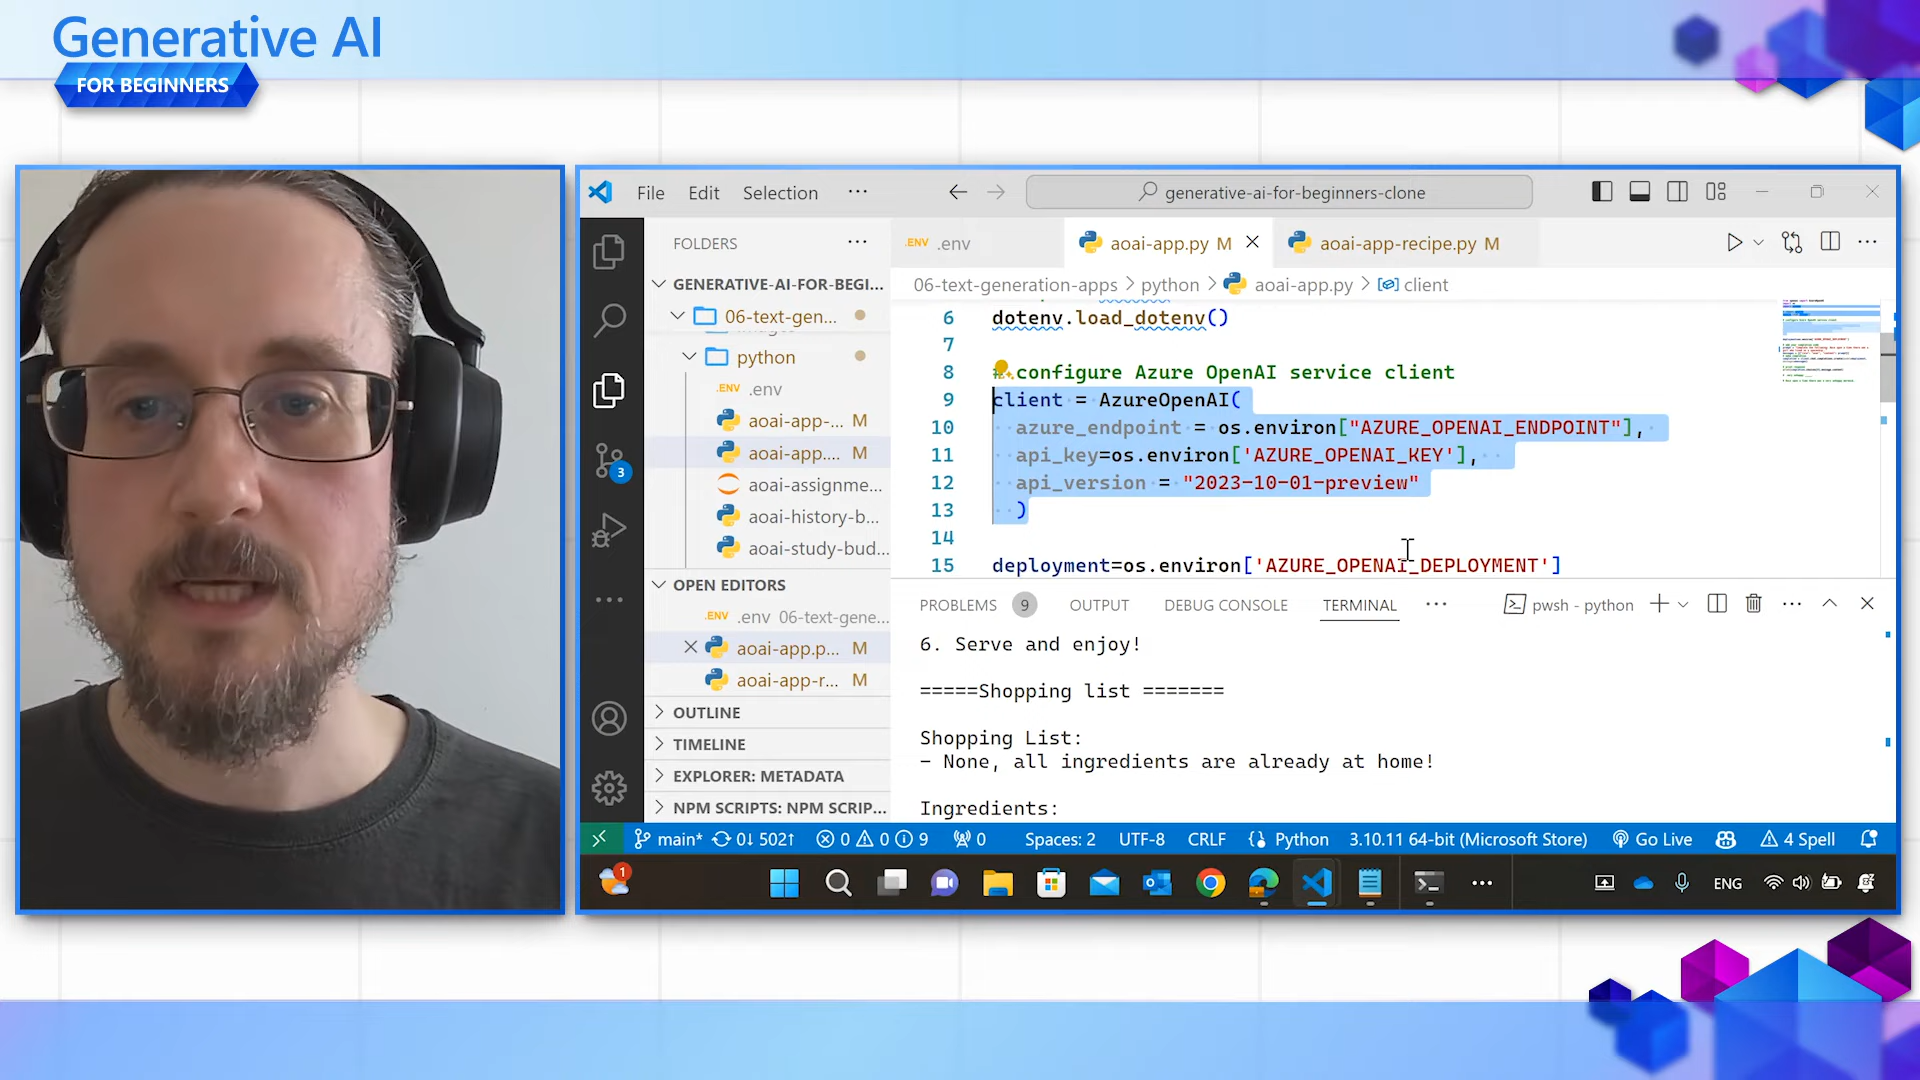 Generative AI
FOR BEGINNERS
File Edit Selection ···
generative-ai-for-beginners-clone
FOLDERS ···
GENERATIVE-AI-FOR-BEGI...
06-text-gen...
python
.ENV .env
aoai-app-... M
aoai-app.... M
aoai-assignme...
aoai-history-b...
aoai-study-bud...
OPEN EDITORS
.ENV .env 06-text-gene...
aoai-app.p... M
aoai-app-r... M
OUTLINE
TIMELINE
EXPLORER: METADATA
NPM SCRIPTS: NPM SCRIP...
3
.ENV .env
aoai-app.py M
aoai-app-recipe.py M
06-text-generation-apps > python > aoai-app.py > client
6 dotenv.load_dotenv()
7
8 # configure Azure OpenAI service client
9 client = AzureOpenAI(
10 azure_endpoint = os.environ["AZURE_OPENAI_ENDPOINT"],
11 api_key=os.environ['AZURE_OPENAI_KEY'],
12 api_version = "2023-10-01-preview"
13 )
14
15 deployment=os.environ['AZURE_OPENAI_DEPLOYMENT']
PROBLEMS 9 OUTPUT DEBUG CONSOLE TERMINAL ··· pwsh - python
6. Serve and enjoy!
=====Shopping list =======
Shopping List:
- None, all ingredients are already at home!
Ingredients:
main* 0↓ 502↑ 0 0 9 0 Spaces: 2 UTF-8 CRLF Python 3.10.11 64-bit (Microsoft Store) Go Live 4 Spell
1
ENG